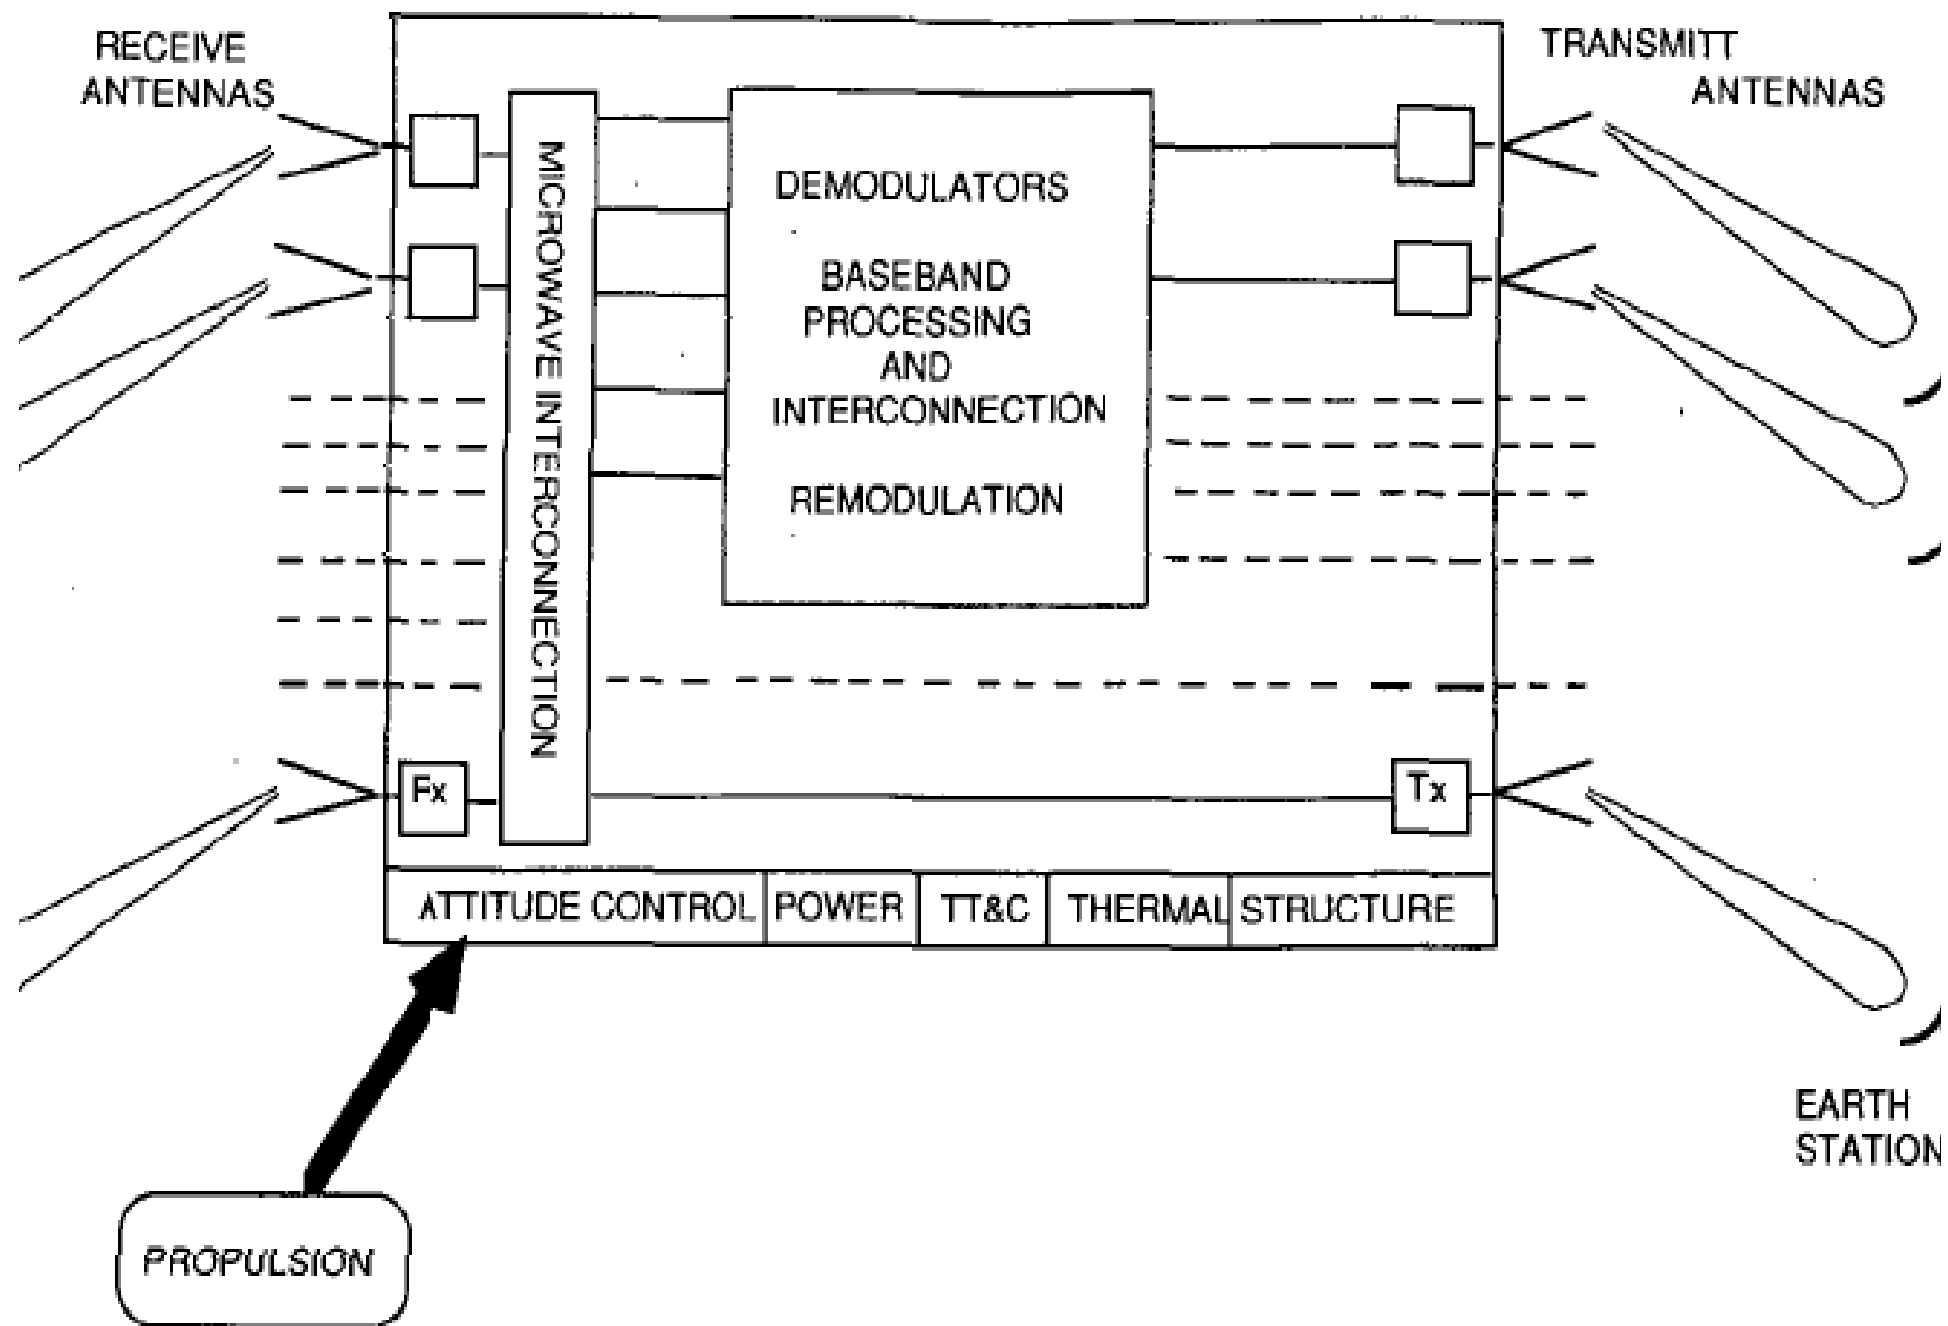 RECEIVE
ANTENNAS
TRANSMITT
ANTENNAS
MICROWAVE INTERCONNECTION
DEMODULATORS
BASEBAND
PROCESSING
AND
INTERCONNECTION
REMODULATION
Fx
Tx
ATTITUDE CONTROL
POWER
TT&C
THERMAL
STRUCTURE
EARTH
STATION
PROPULSION